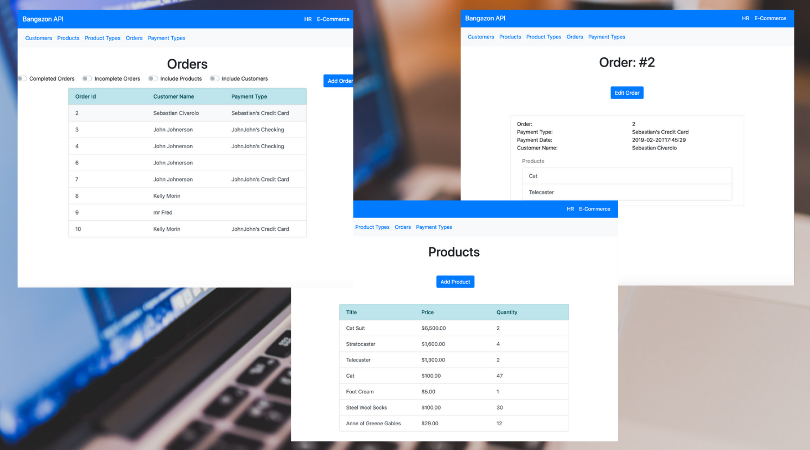 Bangazon API HR E-Commerce
Customers Products Product Types Orders Payment Types
Orders
Completed Orders Incomplete Orders Include Products Include Customers
Add Order
Order Id Customer Name Payment Type
2 Sebastian Civarolo Sebastian's Credit Card
3 John Johnerson JohnJohn's Checking
4 John Johnerson JohnJohn's Checking
6 John Johnerson
7 John Johnerson JohnJohn's Credit Card
8 Kelly Morin
9 mr Fred
10 Kelly Morin JohnJohn's Credit Card
Bangazon API HR E-Commerce
Customers Products Product Types Orders Payment Types
Order: #2
Edit Order
Order: 2
Payment Type: Sebastian's Credit Card
Payment Date: 2019-02-20T17:45:29
Customer Name: Sebastian Civarolo
Products
Cat
Telecaster
HR E-Commerce
Product Types Orders Payment Types
Products
Add Product
Title Price Quantity
Cat Suit $6,500.00 2
Stratocaster $1,600.00 4
Telecaster $1,300.00 2
Cat $100.00 47
Foot Cream $5.00 1
Steel Wool Socks $100.00 30
Anne of Greene Gables $29.00 12